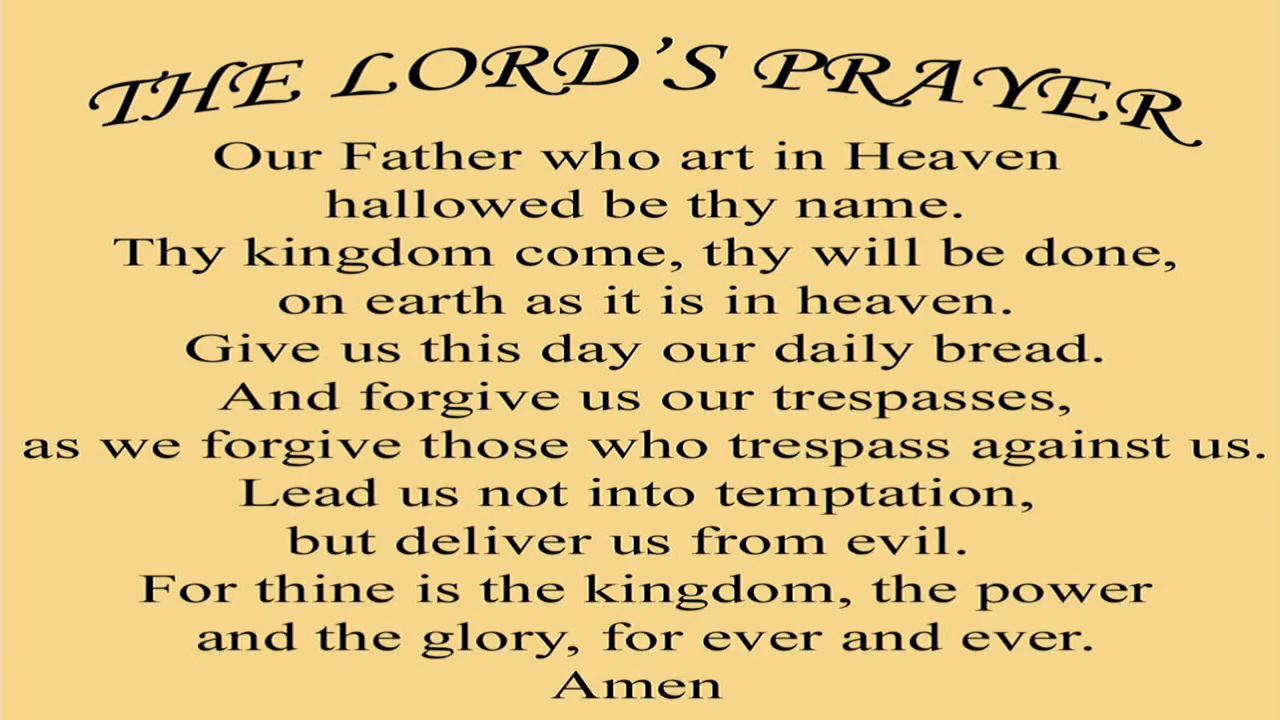 THE LORD’S PRAYER
Our Father who art in Heaven
hallowed be thy name.
Thy kingdom come, thy will be done,
on earth as it is in heaven.
Give us this day our daily bread.
And forgive us our trespasses,
as we forgive those who trespass against us.
Lead us not into temptation,
but deliver us from evil.
For thine is the kingdom, the power
and the glory, for ever and ever.
Amen